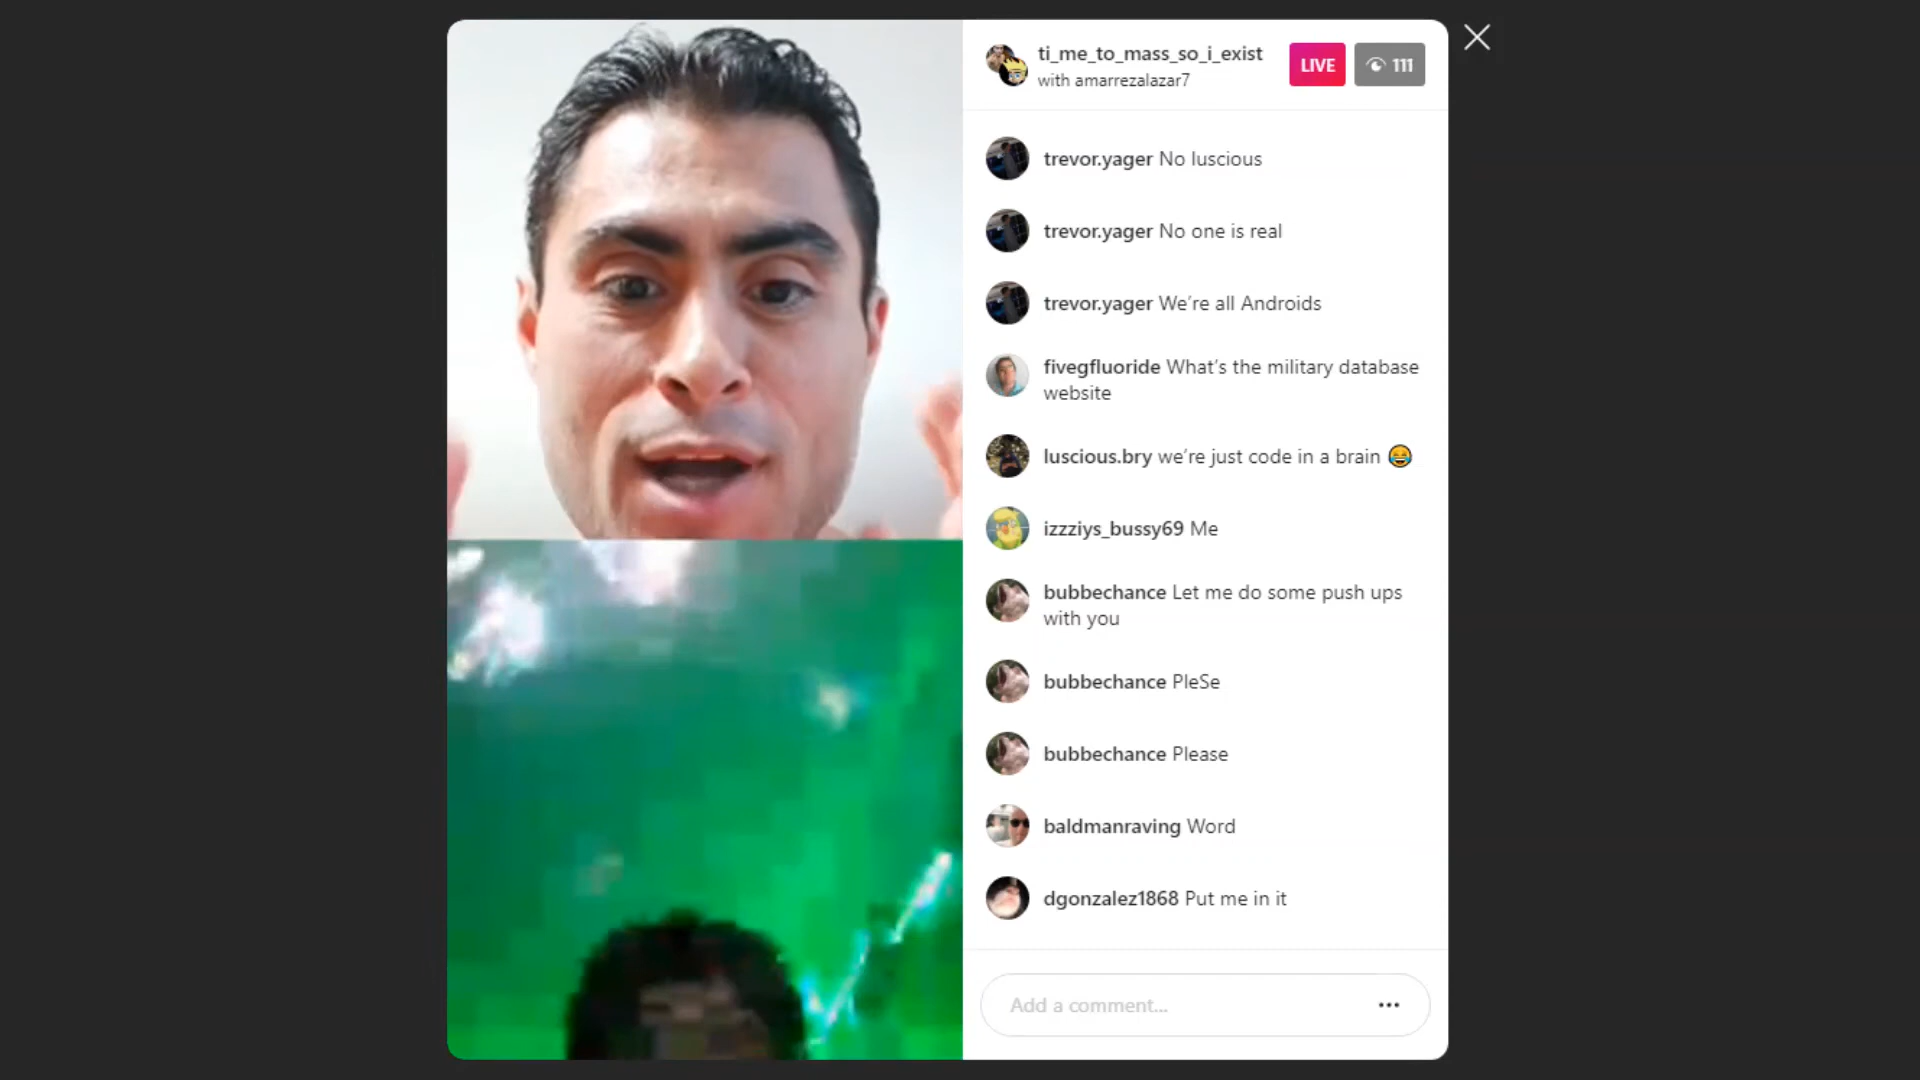 ti_me_to_mass_so_i_exist
with amarrezalazar7
LIVE
111
trevor.yager No luscious
trevor.yager No one is real
trevor.yager We're all Androids
fivegfluoride What's the military database
website
luscious.bry we're just code in a brain 😂
izzziys_bussy69 Me
bubbechance Let me do some push ups
with you
bubbechance PleSe
bubbechance Please
baldmanraving Word
dgonzalez1868 Put me in it
Add a comment...